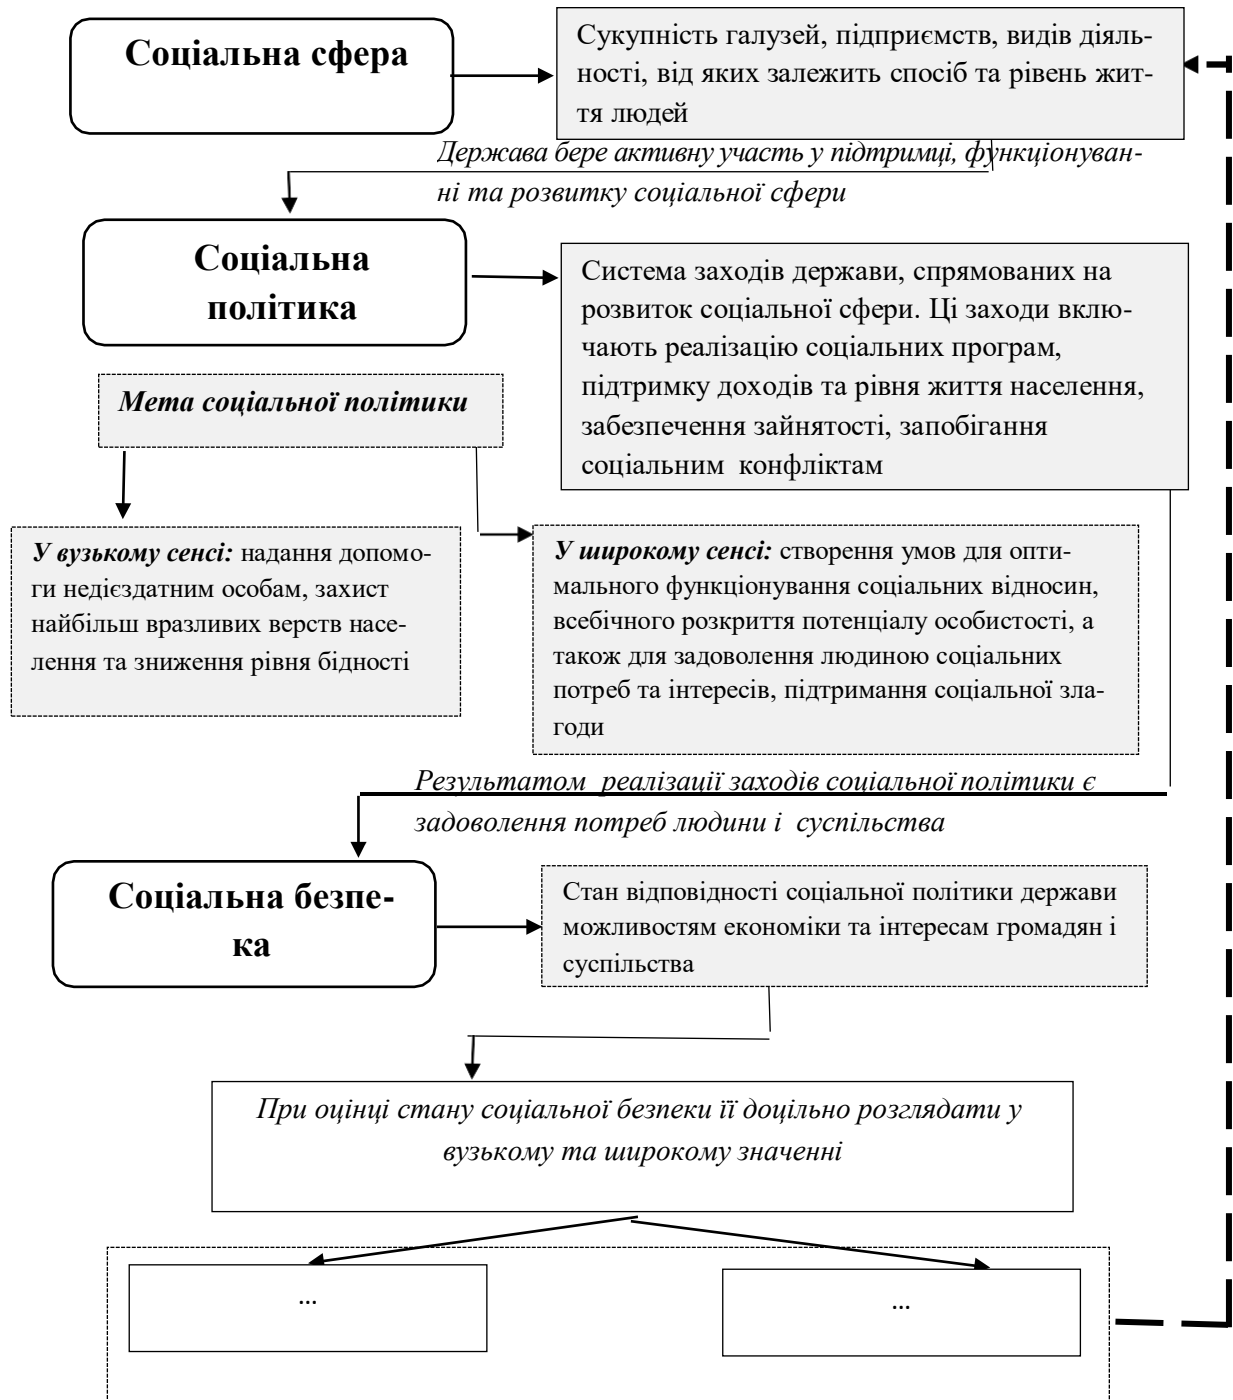 Соціальна сфера
Сукупність галузей, підприємств, видів діяль-
ності, від яких залежить спосіб та рівень жит-
тя людей
Держава бере активну участь у підтримці, функціонуван-
ні та розвитку соціальної сфери
Соціальна
політика
Система заходів держави, спрямованих на
розвиток соціальної сфери. Ці заходи вклю-
чають реалізацію соціальних програм,
підтримку доходів та рівня життя населення,
забезпечення зайнятості, запобігання
соціальним конфліктам
Мета соціальної політики
У вузькому сенсі: надання допомо-
ги недієздатним особам, захист
найбільш вразливих верств насе-
лення та зниження рівня бідності
У широкому сенсі: створення умов для опти-
мального функціонування соціальних відносин,
всебічного розкриття потенціалу особистості, а
також для задоволення людиною соціальних
потреб та інтересів, підтримання соціальної зла-
годи
Результатом реалізації заходів соціальної політики є
задоволення потреб людини і суспільства
Соціальна безпе-
ка
Стан відповідності соціальної політики держави
можливостям економіки та інтересам громадян і
суспільства
При оцінці стану соціальної безпеки її доцільно розглядати у
вузькому та широкому значенні
...
...